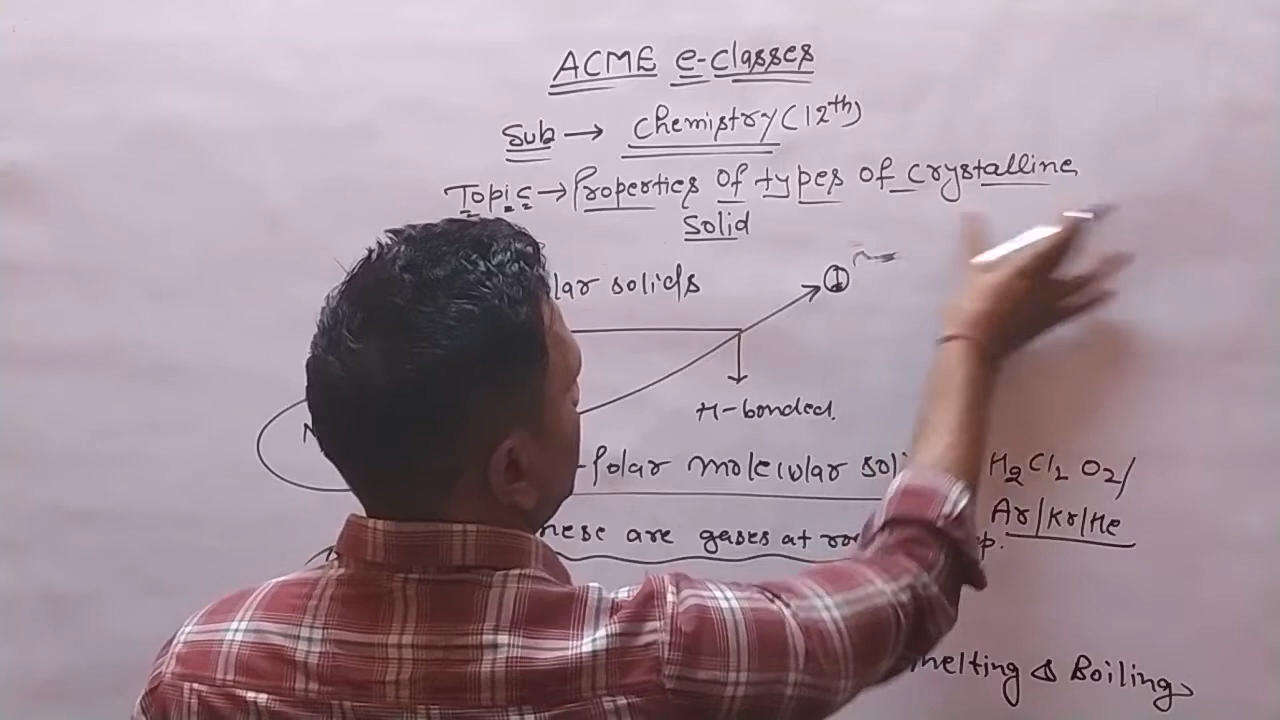 ACME e-classes
Sub → Chemistry (12th)
Topic → Properties of types of crystalline
Solid
lar solids
①
H-bonded.
N
-Polar molecular sol H2 Cl2 O2/
Ar/Kr/He
hese are gases at ro p.
melting & Boiling